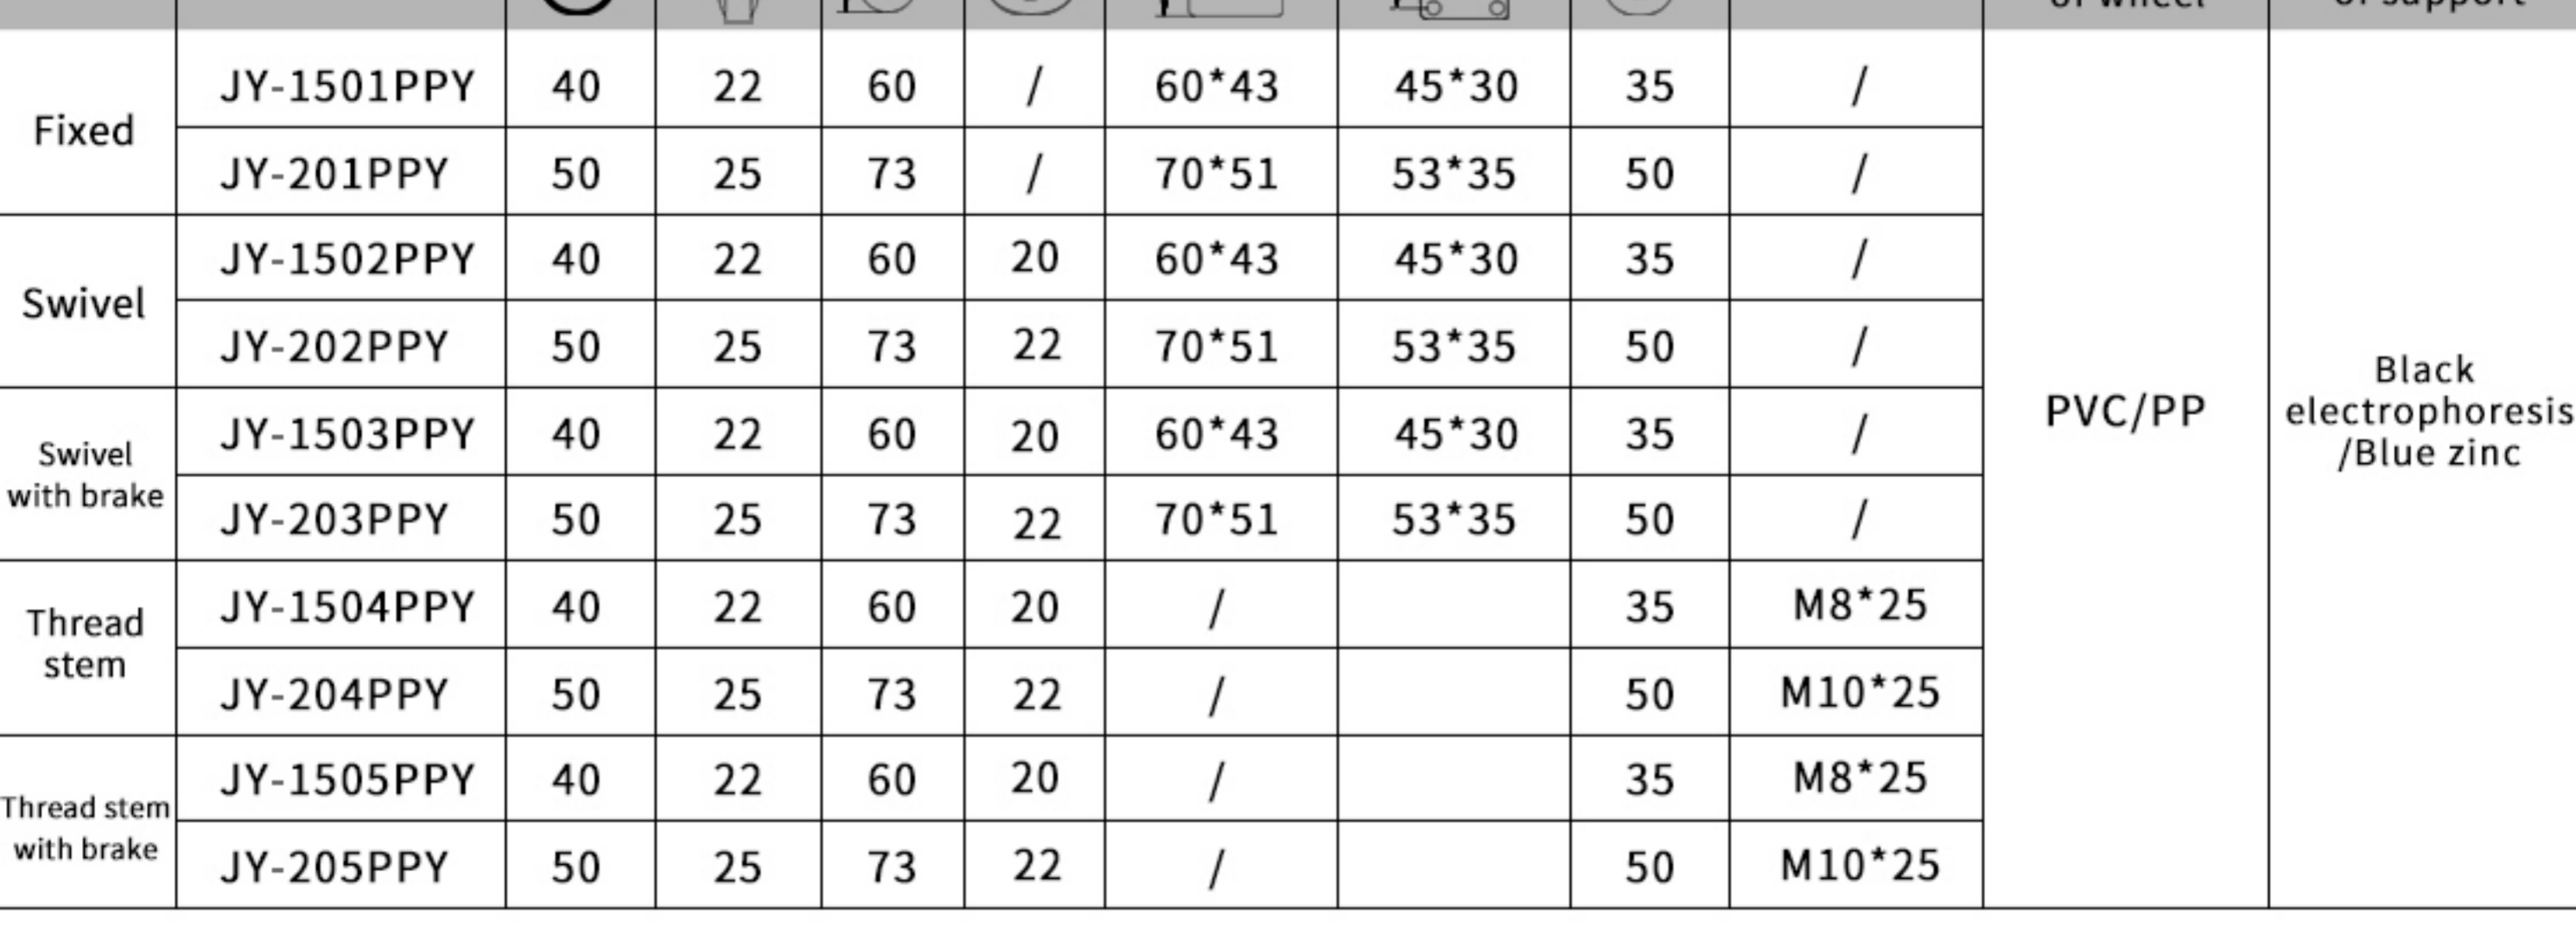 of wheel of support
Fixed JY-1501PPY 40 22 60 / 60*43 45*30 35 /
JY-201PPY 50 25 73 / 70*51 53*35 50 /
Swivel JY-1502PPY 40 22 60 20 60*43 45*30 35 /
JY-202PPY 50 25 73 22 70*51 53*35 50 /
Swivel
with brake
JY-1503PPY 40 22 60 20 60*43 45*30 35 /
JY-203PPY 50 25 73 22 70*51 53*35 50 /
Thread
stem
JY-1504PPY 40 22 60 20 / 35 M8*25
JY-204PPY 50 25 73 22 / 50 M10*25
Thread stem
with brake
JY-1505PPY 40 22 60 20 / 35 M8*25
JY-205PPY 50 25 73 22 / 50 M10*25
PVC/PP
Black
electrophoresis
/Blue zinc